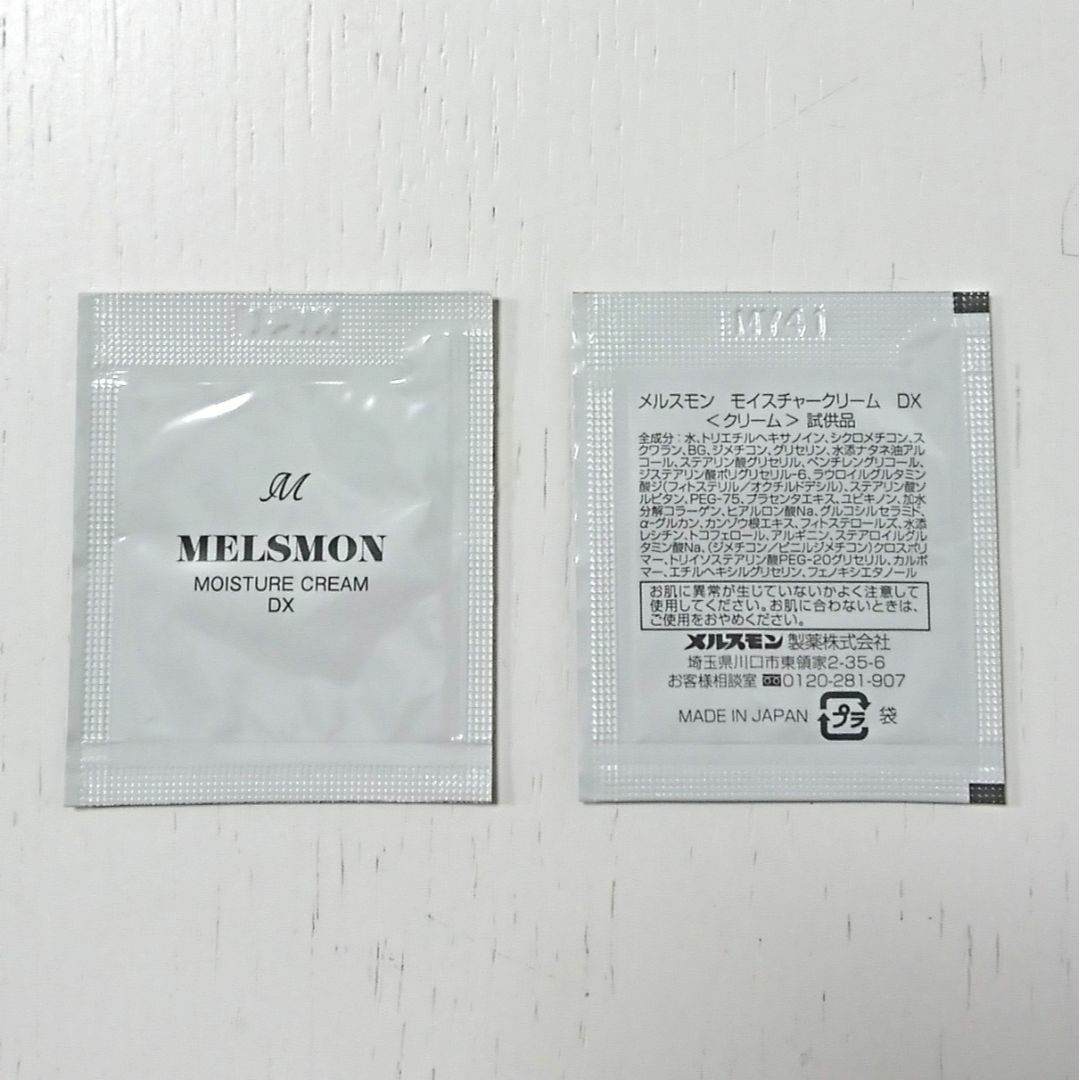 M
MELSMON
MOISTURE CREAM
DX
MY41
メルスモン モイスチャークリーム DX
＜クリーム＞ 試供品
全成分：水、トリエチルヘキサノイン、シクロメチコン、ス
クワラン、BG、ジメチコン、グリセリン、水添ナタネ油アル
コール、ステアリン酸グリセリル、ペンチレングリコール、
ジステアリン酸ポリグリセリル-6、ラウロイルグルタミン
酸ジ(フィトステリル／オクチルドデシル)、ステアリン酸ソ
ルビタン、PEG-75、プラセンタエキス、ユビキノン、加水
分解コラーゲン、ヒアルロン酸Na、グルコシルセラミド、
α-グルカン、カンゾウ根エキス、フィトステロールズ、水添
レシチン、トコフェロール、アルギニン、ステアロイルグル
タミン酸Na、(ジメチコン／ビニルジメチコン)クロスポリ
マー、トリイソステアリン酸PEG-20グリセリル、カルボ
マー、エチルヘキシルグリセリン、フェノキシエタノール
お肌に異常が生じていないかよく注意して
使用してください。お肌に合わないときは、
ご使用をおやめください。
メルスモン製薬株式会社
埼玉県川口市東領家2-35-6
お客様相談室 0120-281-907
MADE IN JAPAN プラ 袋